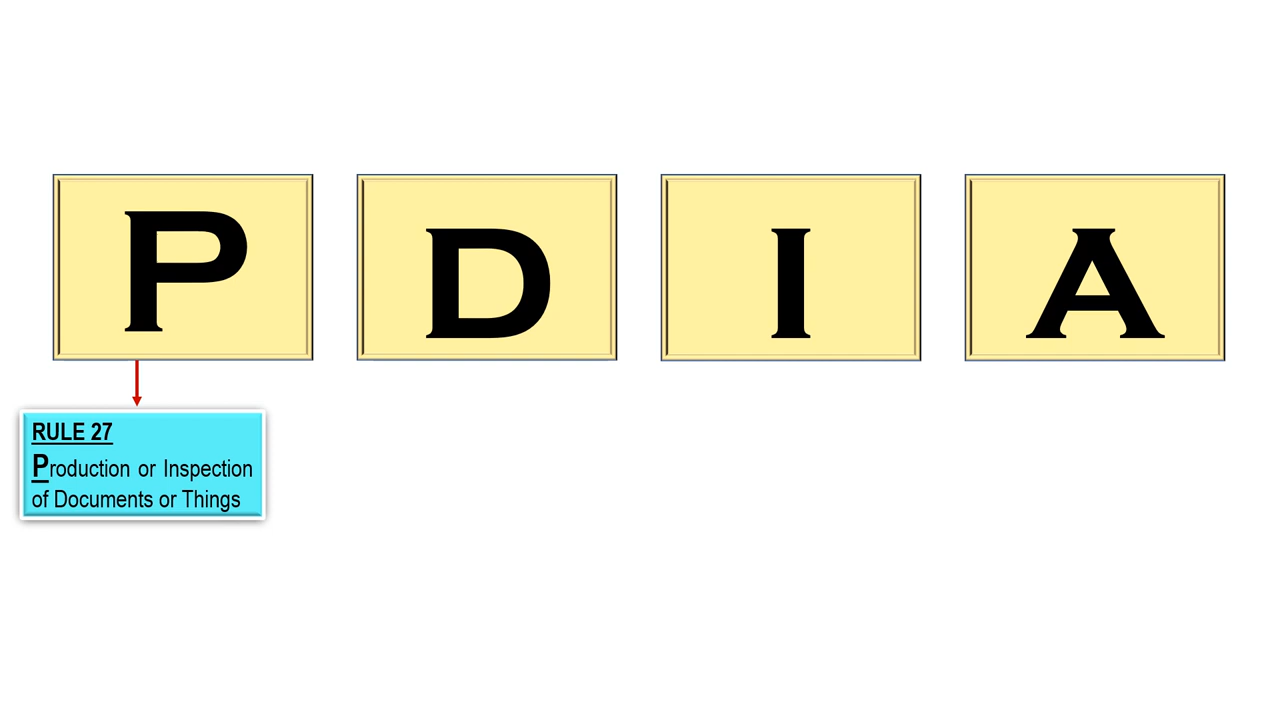 P D I A
RULE 27
Production or Inspection
of Documents or Things